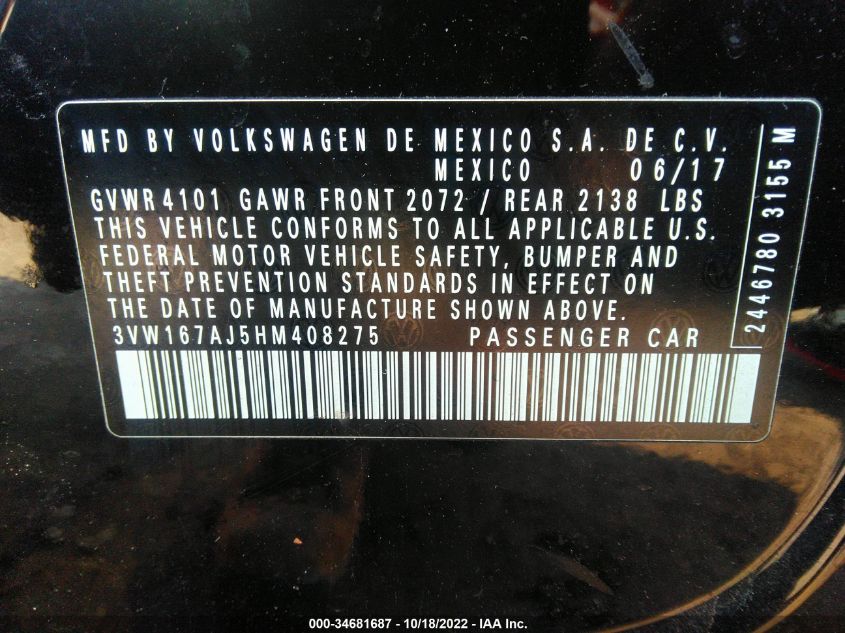 MFD BY VOLKSWAGEN DE MEXICO S.A. DE C.V.
MEXICO 06/17
GVWR 4101 GAWR FRONT 2072 / REAR 2138 LBS
THIS VEHICLE CONFORMS TO ALL APPLICABLE U.S.
FEDERAL MOTOR VEHICLE SAFETY, BUMPER AND
THEFT PREVENTION STANDARDS IN EFFECT ON
THE DATE OF MANUFACTURE SHOWN ABOVE.
3VW167AJ5HM408275 PASSENGER CAR
2446780 3155 M
000-34681687 - 10/18/2022 - IAA Inc.